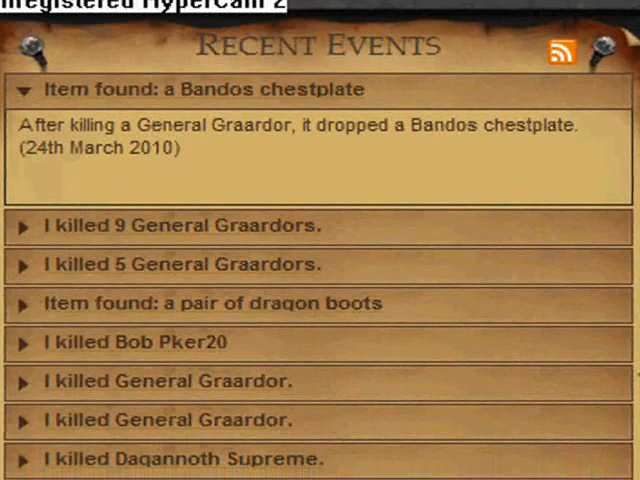 nregistered HyperCam 2
Recent Events
Item found: a Bandos chestplate
After killing a General Graardor, it dropped a Bandos chestplate.
(24th March 2010)
I killed 9 General Graardors.
I killed 5 General Graardors.
Item found: a pair of dragon boots
I killed Bob Pker20
I killed General Graardor.
I killed General Graardor.
I killed Dagannoth Supreme.